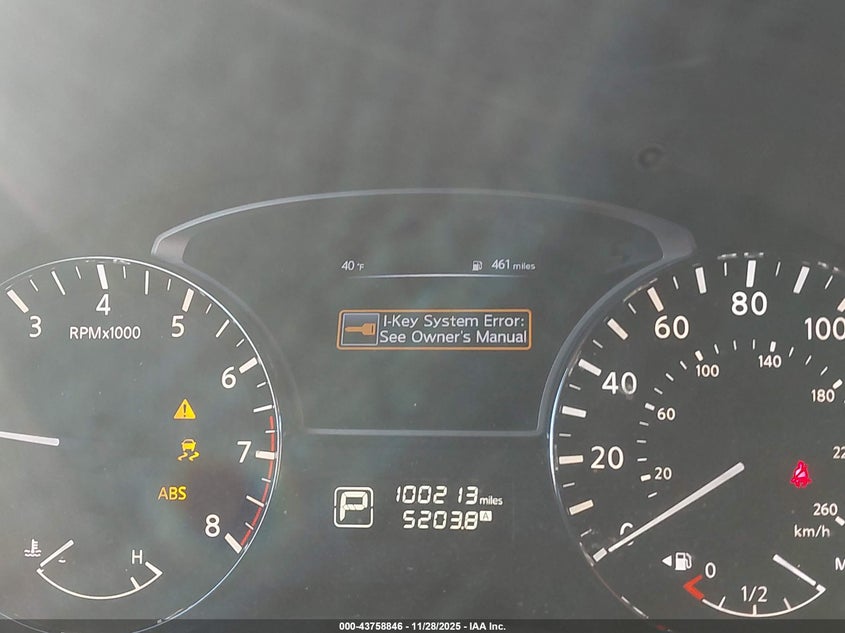 40 °F 461 miles
I-Key System Error:
See Owner's Manual
3 4 5 6 7 8
RPMx1000
ABS
H
P
100213 miles
5203.8 A
0 20 40 60 80 100
20 60 100 140 180 260
km/h
0 1/2
000-43758846 - 11/28/2025 - IAA Inc.